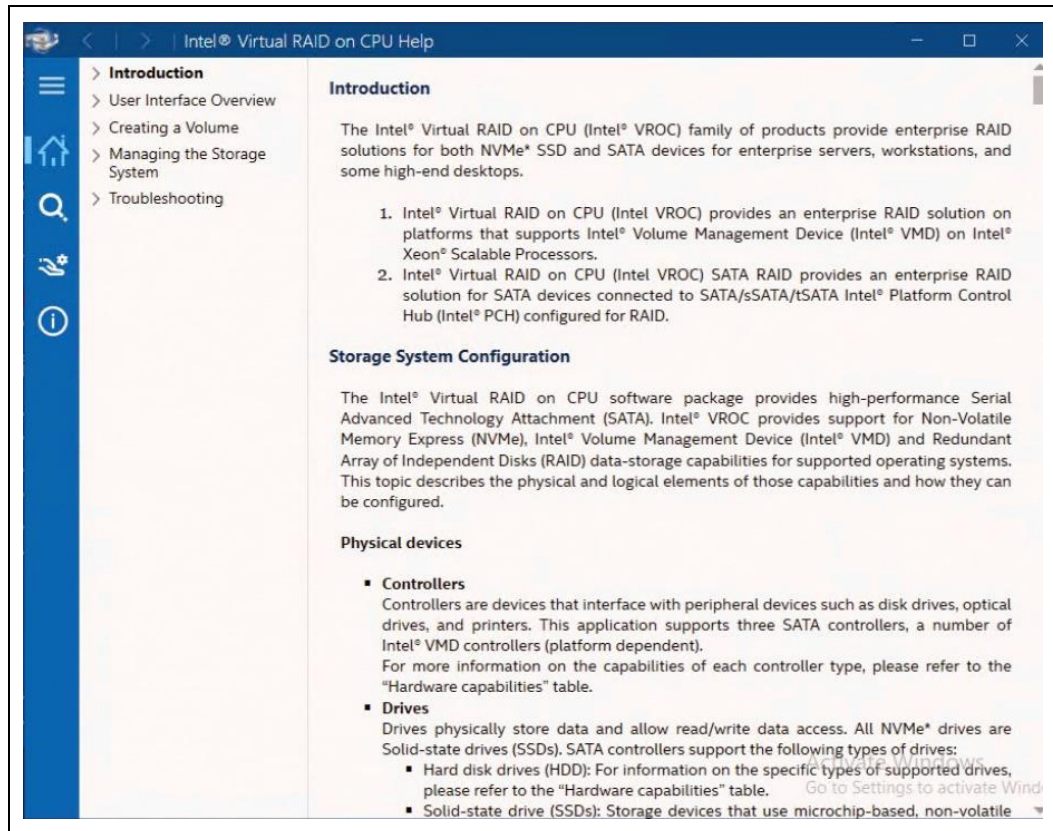 Intel® Virtual RAID on CPU Help
Introduction
User Interface Overview
Creating a Volume
Managing the Storage
System
Troubleshooting
Introduction
The Intel® Virtual RAID on CPU (Intel® VROC) family of products provide enterprise RAID
solutions for both NVMe* SSD and SATA devices for enterprise servers, workstations, and
some high-end desktops.
1. Intel® Virtual RAID on CPU (Intel VROC) provides an enterprise RAID solution on
platforms that supports Intel® Volume Management Device (Intel® VMD) on Intel®
Xeon® Scalable Processors.
2. Intel® Virtual RAID on CPU (Intel VROC) SATA RAID provides an enterprise RAID
solution for SATA devices connected to SATA/sSATA/tSATA Intel® Platform Control
Hub (Intel® PCH) configured for RAID.
Storage System Configuration
The Intel® Virtual RAID on CPU software package provides high-performance Serial
Advanced Technology Attachment (SATA). Intel® VROC provides support for Non-Volatile
Memory Express (NVMe), Intel® Volume Management Device (Intel® VMD) and Redundant
Array of Independent Disks (RAID) data-storage capabilities for supported operating systems.
This topic describes the physical and logical elements of those capabilities and how they can
be configured.
Physical devices
▪ Controllers
Controllers are devices that interface with peripheral devices such as disk drives, optical
drives, and printers. This application supports three SATA controllers, a number of
Intel® VMD controllers (platform dependent).
For more information on the capabilities of each controller type, please refer to the
“Hardware capabilities” table.
▪ Drives
Drives physically store data and allow read/write data access. All NVMe* drives are
Solid-state drives (SSDs). SATA controllers support the following types of drives:
▪ Hard disk drives (HDD): For information on the specific types of supported drives,
please refer to the “Hardware capabilities” table.
▪ Solid-state drive (SSDs): Storage devices that use microchip-based, non-volatile
Activate Windows
Go to Settings to activate Wind